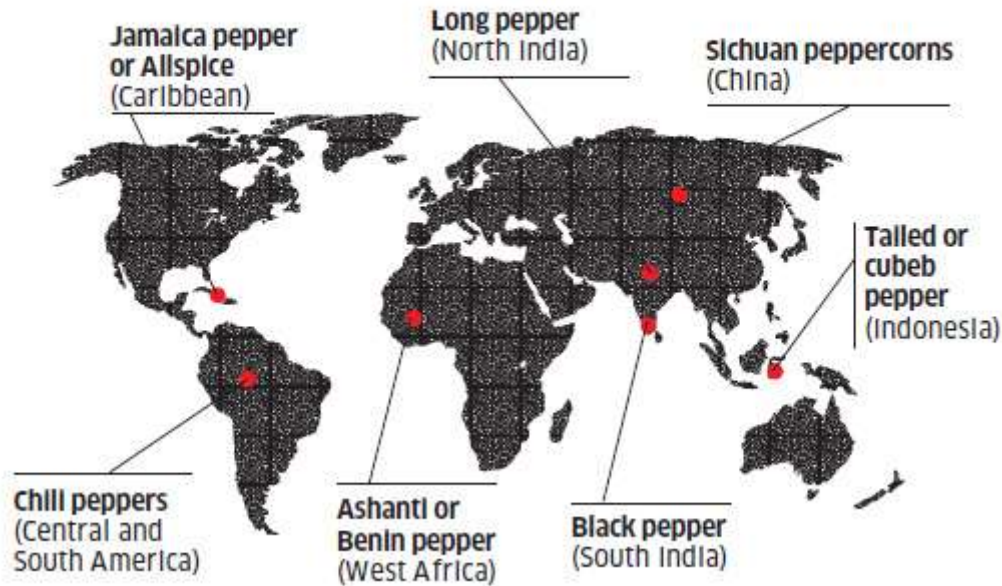 Jamaica pepper
or Allspice
(Caribbean)
Long pepper
(North India)
Sichuan peppercorns
(China)
Tailed or
cubeb
pepper
(Indonesia)
Chili peppers
(Central and
South America)
Ashanti or
Benin pepper
(West Africa)
Black pepper
(South India)